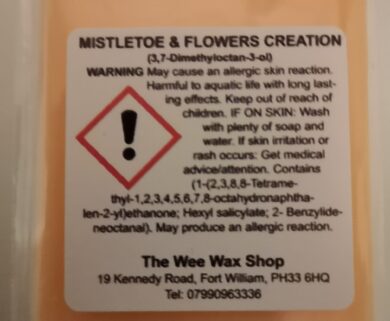 MISTLETOE & FLOWERS CREATION
(3,7-Dimethyloctan-3-ol)
WARNING May cause an allergic skin reaction.
Harmful to aquatic life with long last-
ing effects. Keep out of reach of
children. IF ON SKIN: Wash
with plenty of soap and
water. If skin irritation or
rash occurs: Get medical
advice/attention. Contains
(1-(2,3,8,8-Tetrame-
thyl-1,2,3,4,5,6,7,8-octahydronaphtha-
len-2-yl)ethanone; Hexyl salicylate; 2- Benzylide-
neoctanal). May produce an allergic reaction.
The Wee Wax Shop
19 Kennedy Road, Fort William, PH33 6HQ
Tel: 07990963336